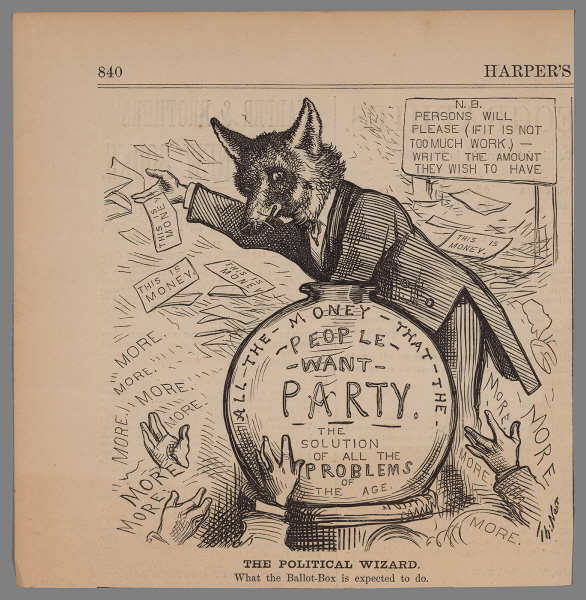 840
HARPER'S
N. B.
PERSONS WILL
PLEASE (IF IT IS NOT
TOO MUCH WORK.) —
WRITE THE AMOUNT
THEY WISH TO HAVE
THIS IS
MONEY
THIS IS
MONEY.
THIS IS
MONEY.
THIS IS
MONEY.
ALL - THE - MONEY - THAT - THE -
- PEOPLE -
- WANT -
PARTY.
THE
SOLUTION
OF ALL THE
PROBLEMS
OF
THE AGE.
MORE.
MORE.
MORE.
MORE.
MORE.
MORE
MORE
MORE
MORE
MORE
MORE.
MORE.
Th. Nast
THE POLITICAL WIZARD.
What the Ballot-Box is expected to do.